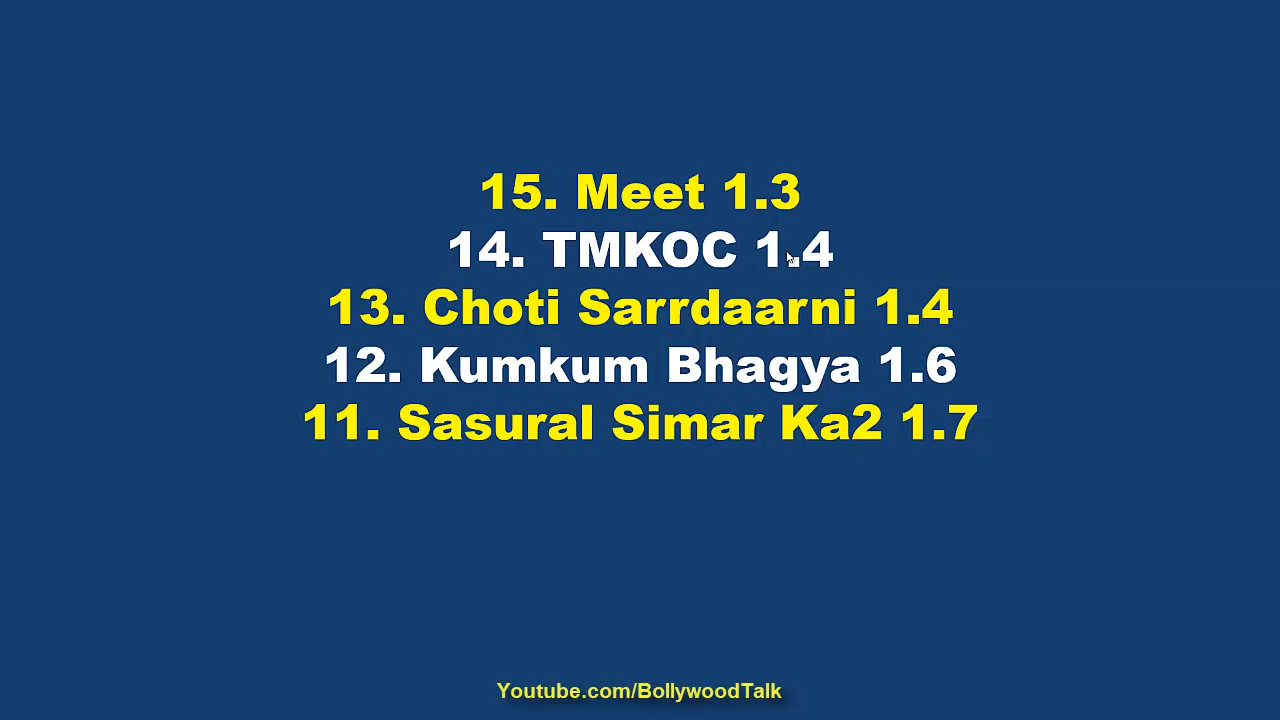 15. Meet 1.3
14. TMKOC 1.4
13. Choti Sarrdaarni 1.4
12. Kumkum Bhagya 1.6
11. Sasural Simar Ka2 1.7
Youtube.com/BollywoodTalk